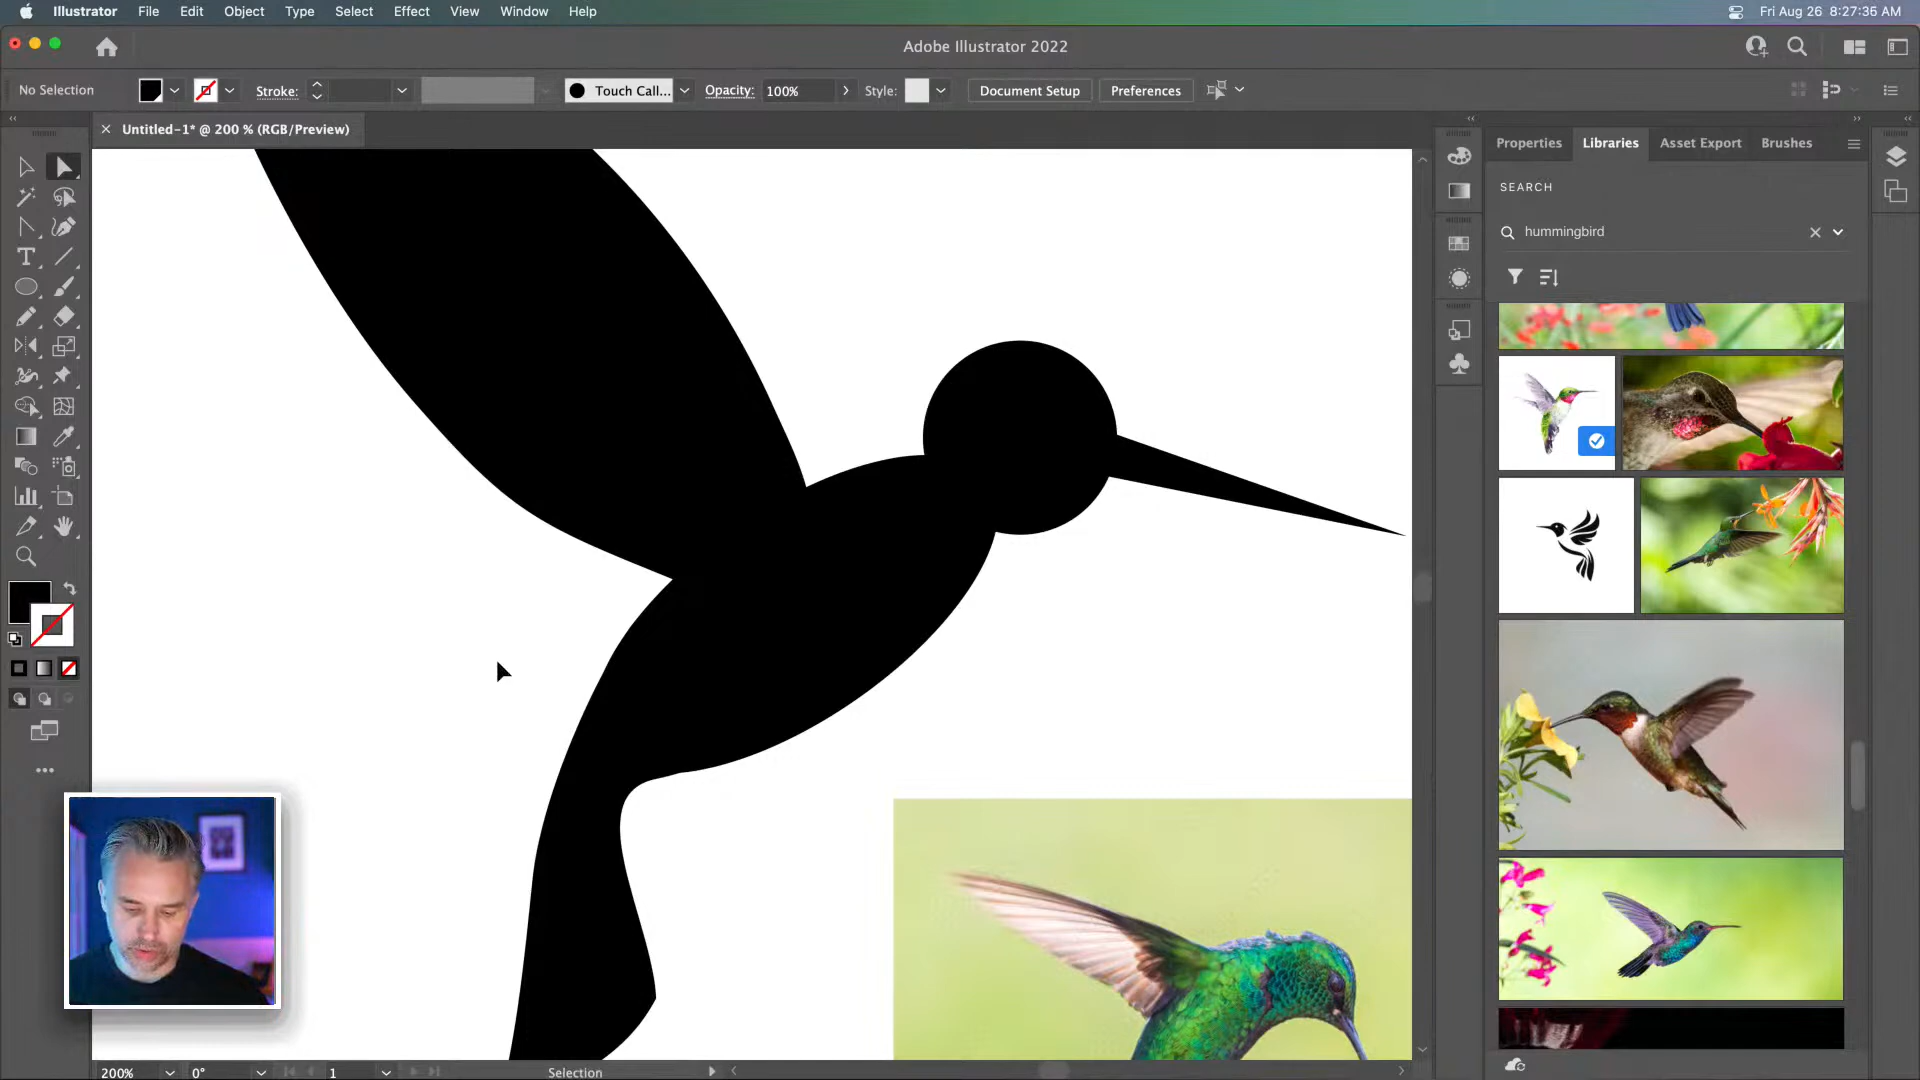 Illustrator File Edit Object Type Select Effect View Window Help
Fri Aug 26 8:27:36 AM
Adobe Illustrator 2022
No Selection
Stroke:
Touch Call...
Opacity: 100%
Style:
Document Setup
Preferences
Untitled-1* @ 200 % (RGB/Preview)
Properties Libraries Asset Export Brushes
SEARCH
hummingbird
200%
0°
1
Selection